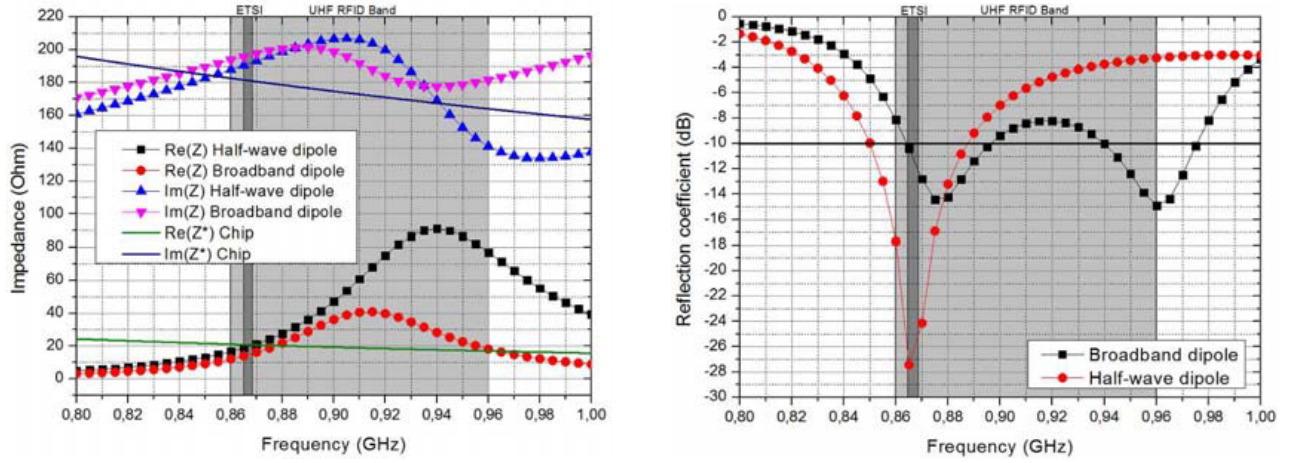 ETSI UHF RFID Band
220
200
180
160
140
120
100
80
60
40
20
0
Impedance (Ohm)
Re(Z) Half-wave dipole
Re(Z) Broadband dipole
Im(Z) Half-wave dipole
Im(Z) Broadband dipole
Re(Z*) Chip
Im(Z*) Chip
0,80 0,82 0,84 0,86 0,88 0,90 0,92 0,94 0,96 0,98 1,00
Frequency (GHz)
ETSI UHF RFID Band
0
-2
-4
-6
-8
-10
-12
-14
-16
-18
-20
-22
-24
-26
-28
-30
Reflection coefficient (dB)
Broadband dipole
Half-wave dipole
0,80 0,82 0,84 0,86 0,88 0,90 0,92 0,94 0,96 0,98 1,00
Frequency (GHz)